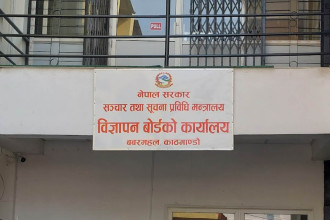 नेपाल सरकार
सञ्चार तथा सूचना प्रविधि मन्त्रालय
विज्ञापन बोर्डको कार्यालय
बबरमहल, काठमाण्डौ